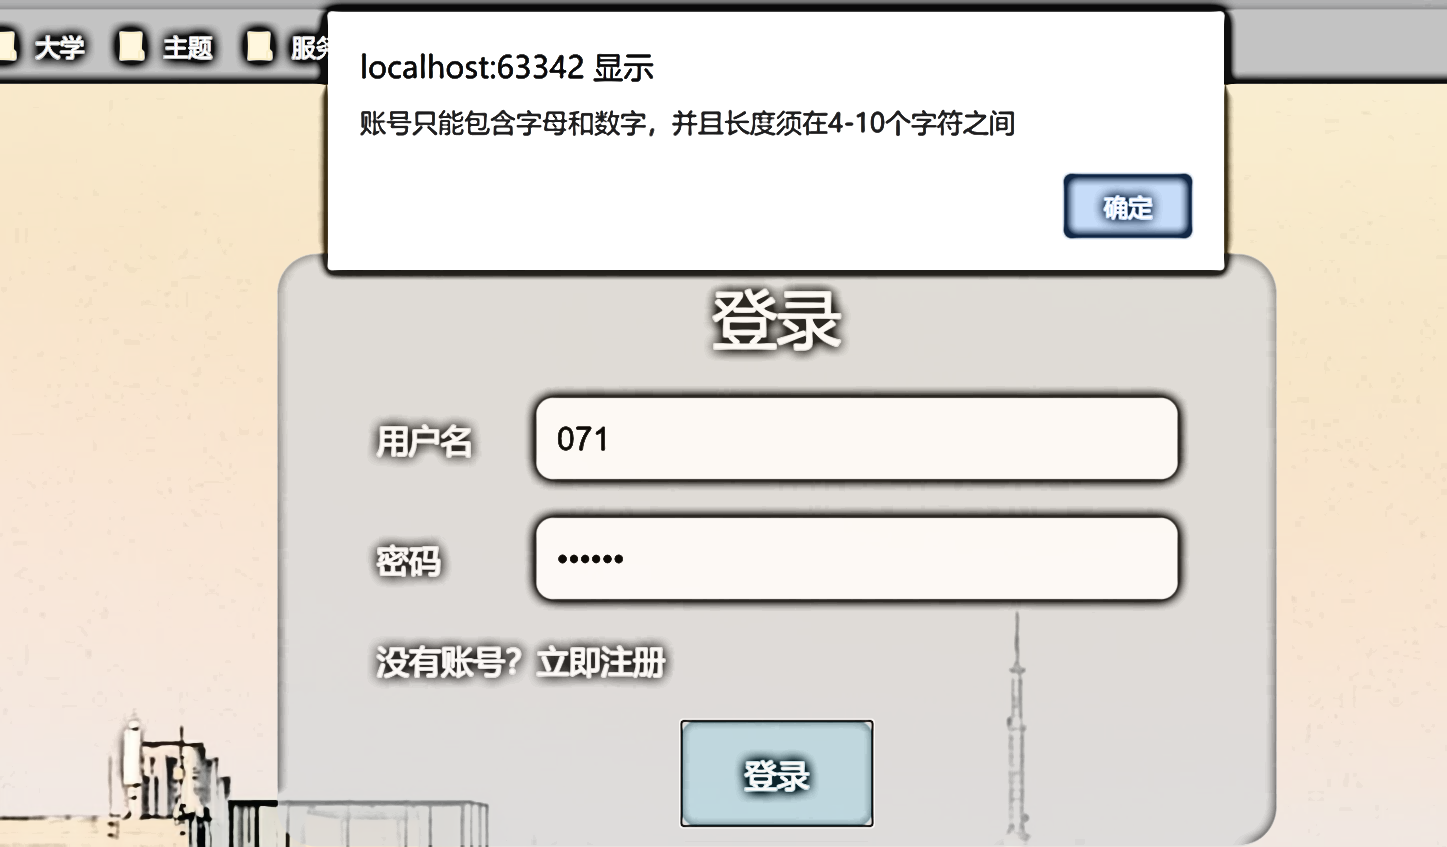 大学 主题 服务
localhost:63342 显示
账号只能包含字母和数字，并且长度须在4-10个字符之间
确定
登录
用户名 071
密码 ••••••
没有账号？立即注册
登录